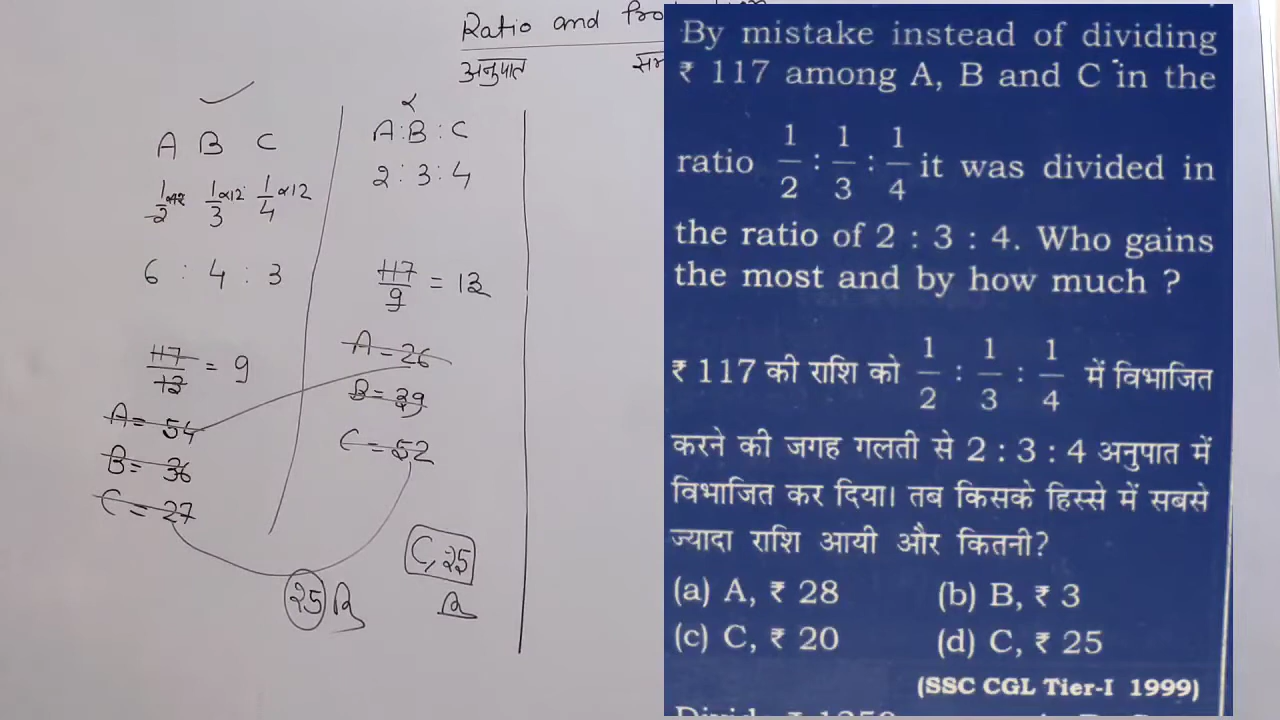 Ratio and Pro
अनुपात
A B C
1/2 ×12 : 1/3 ×12 : 1/4 ×12
6 : 4 : 3
117/13 = 9
A = 54
B = 36
C = 27
A : B : C
2 : 3 : 4
117/9 = 13
A = 26
B = 39
C = 52
C, 25
25 R
By mistake instead of dividing
₹ 117 among A, B and C in the
ratio 1/2 : 1/3 : 1/4 it was divided in
the ratio of 2 : 3 : 4. Who gains
the most and by how much ?
₹ 117 की राशि को 1/2 : 1/3 : 1/4 में विभाजित
करने की जगह गलती से 2 : 3 : 4 अनुपात में
विभाजित कर दिया। तब किसके हिस्से में सबसे
ज्यादा राशि आयी और कितनी?
(a) A, ₹ 28 (b) B, ₹ 3
(c) C, ₹ 20 (d) C, ₹ 25
(SSC CGL Tier-I 1999)